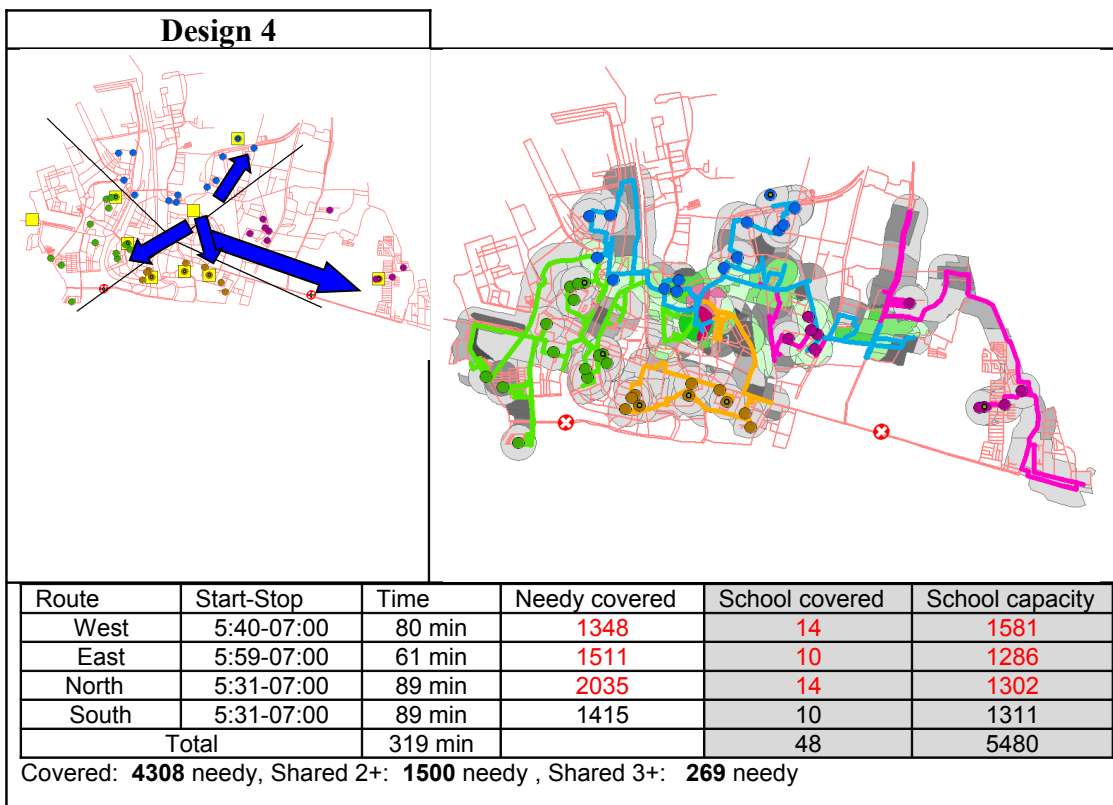 Design 4
Route Start-Stop Time Needy covered School covered School capacity
West 5:40-07:00 80 min 1348 14 1581
East 5:59-07:00 61 min 1511 10 1286
North 5:31-07:00 89 min 2035 14 1302
South 5:31-07:00 89 min 1415 10 1311
Total 319 min 48 5480
Covered: 4308 needy, Shared 2+: 1500 needy , Shared 3+: 269 needy